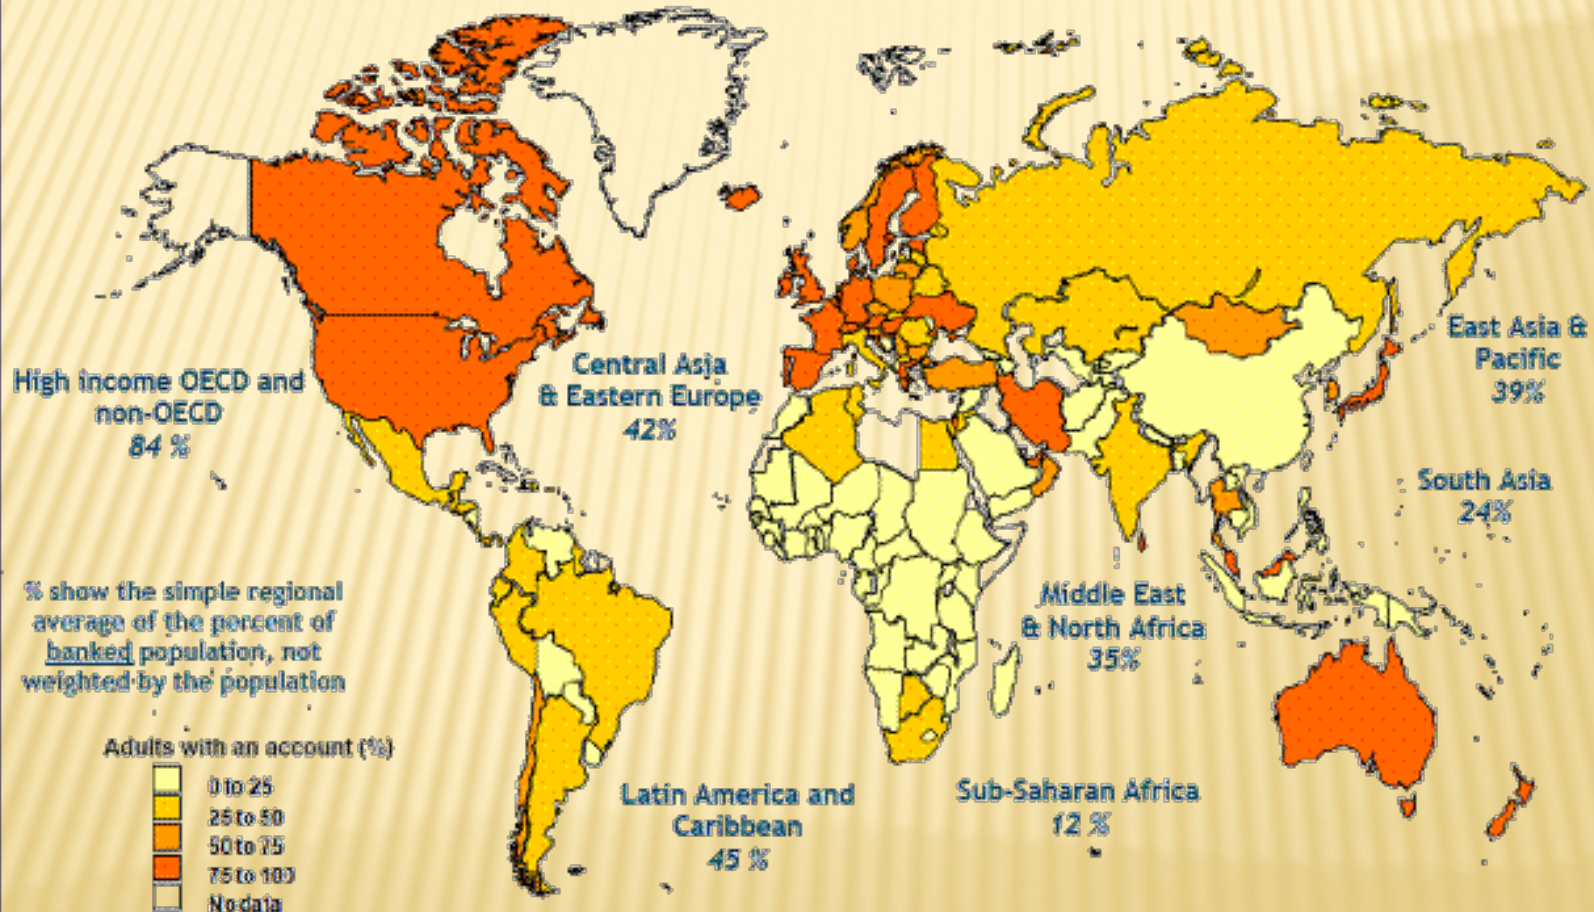 High income OECD and
non-OECD
84 %
Central Asia
& Eastern Europe
42%
East Asia &
Pacific
39%
South Asia
24%
Middle East
& North Africa
35%
% show the simple regional
average of the percent of
banked population, not
weighted by the population
Adults with an account (%)
0 to 25
25 to 50
50 to 75
75 to 100
No data
Latin America and
Caribbean
45 %
Sub-Saharan Africa
12 %